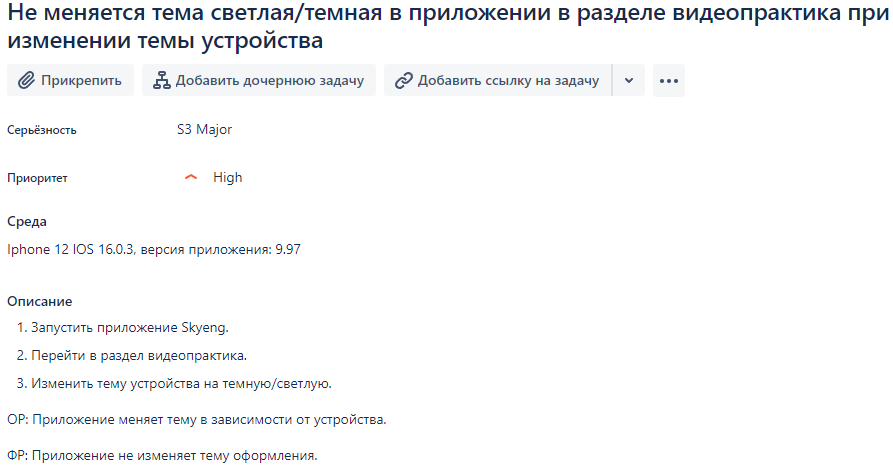 Не меняется тема светлая/темная в приложении в разделе видеопрактика при
изменении темы устройства
Прикрепить Добавить дочернюю задачу Добавить ссылку на задачу
Серьёзность S3 Major
Приоритет High
Среда
Iphone 12 IOS 16.0.3, версия приложения: 9.97
Описание
1. Запустить приложение Skyeng.
2. Перейти в раздел видеопрактика.
3. Изменить тему устройства на темную/светлую.
ОР: Приложение меняет тему в зависимости от устройства.
ФР: Приложение не изменяет тему оформления.